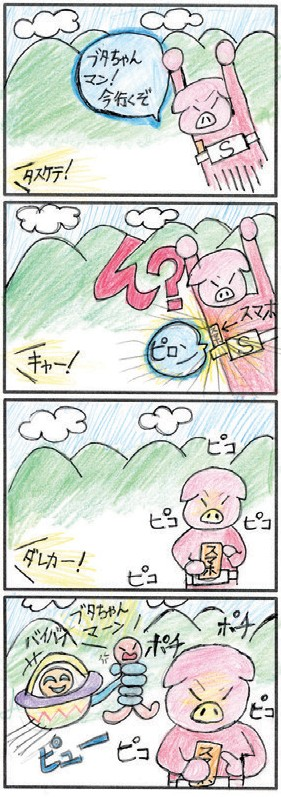 ブタちゃん
マン!
今行くぞ
S
タスケテ!
ん?
スマホ
ピロン
S
キャー!
ピコ
ピコ
ピコ
ピコ
スマホ
ダレカー!
ブタちゃん
マーン!
バイバイ
ポチ
ポチ
ピコ
ピコ
ピュー
スマホ